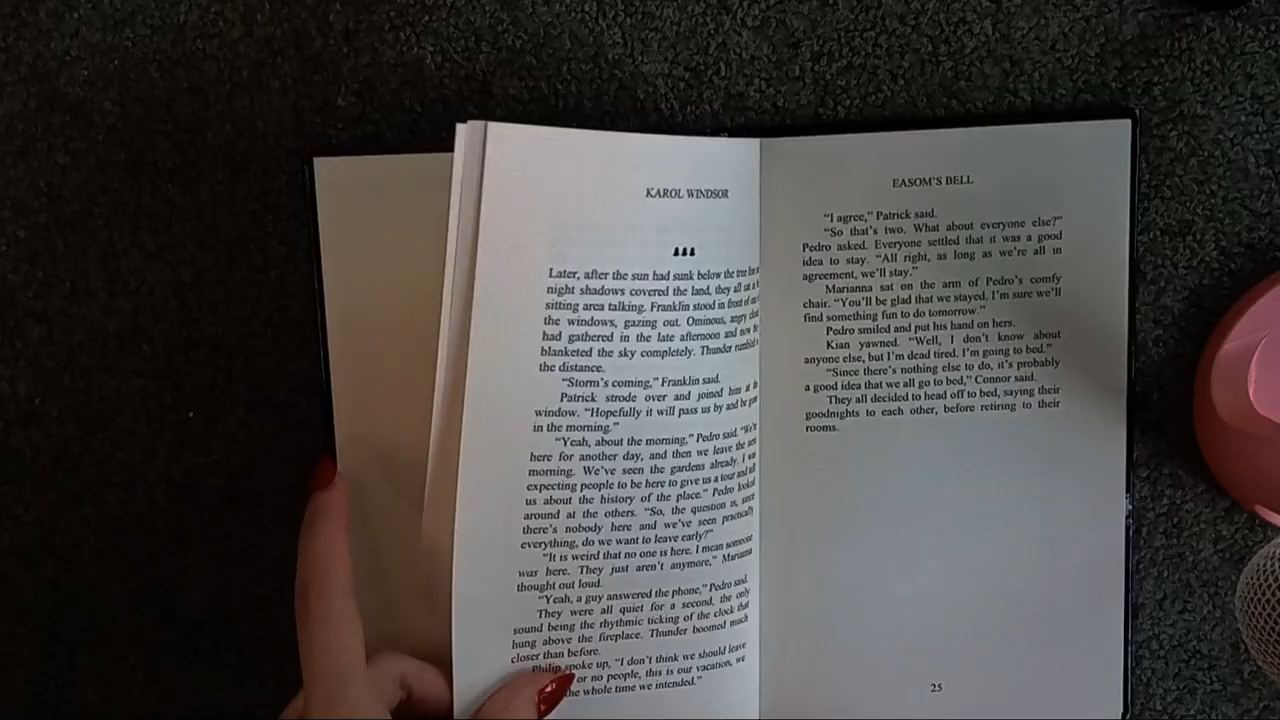 KAROL WINDSOR
Later, after the sun had sunk below the tree
night shadows covered the land, they all sat
sitting area talking. Franklin stood in front of
the windows, gazing out. Ominous, angry
had gathered in the late afternoon and now
blanketed the sky completely. Thunder rumbled
the distance.
“Storm’s coming,” Franklin said.
Patrick strode over and joined him at
window. “Hopefully it will pass us by and be gone
in the morning.”
“Yeah, about the morning,” Pedro said. “We’re
here for another day, and then we leave the next
morning. We’ve seen the gardens already. I was
expecting people to be here to give us a tour and tell
us about the history of the place.” Pedro looked
around at the others. “So, the question is, since
there’s nobody here and we’ve seen practically
everything, do we want to leave early?”
“It is weird that no one is here. I mean someone
was here. They just aren’t anymore,” Marianna
thought out loud.
“Yeah, a guy answered the phone,” Pedro said.
They were all quiet for a second, the only
sound being the rhythmic ticking of the clock that
hung above the fireplace. Thunder boomed much
closer than before.
Philip spoke up, “I don’t think we should leave
or no people, this is our vacation, we
the whole time we intended.”
EASOM’S BELL
“I agree,” Patrick said.
“So that’s two. What about everyone else?”
Pedro asked. Everyone settled that it was a good
idea to stay. “All right, as long as we’re all in
agreement, we’ll stay.”
Marianna sat on the arm of Pedro’s comfy
chair. “You’ll be glad that we stayed. I’m sure we’ll
find something fun to do tomorrow.”
Pedro smiled and put his hand on hers.
Kian yawned. “Well, I don’t know about
anyone else, but I’m dead tired. I’m going to bed.”
“Since there’s nothing else to do, it’s probably
a good idea that we all go to bed,” Connor said.
They all decided to head off to bed, saying their
goodnights to each other, before retiring to their
rooms.
25